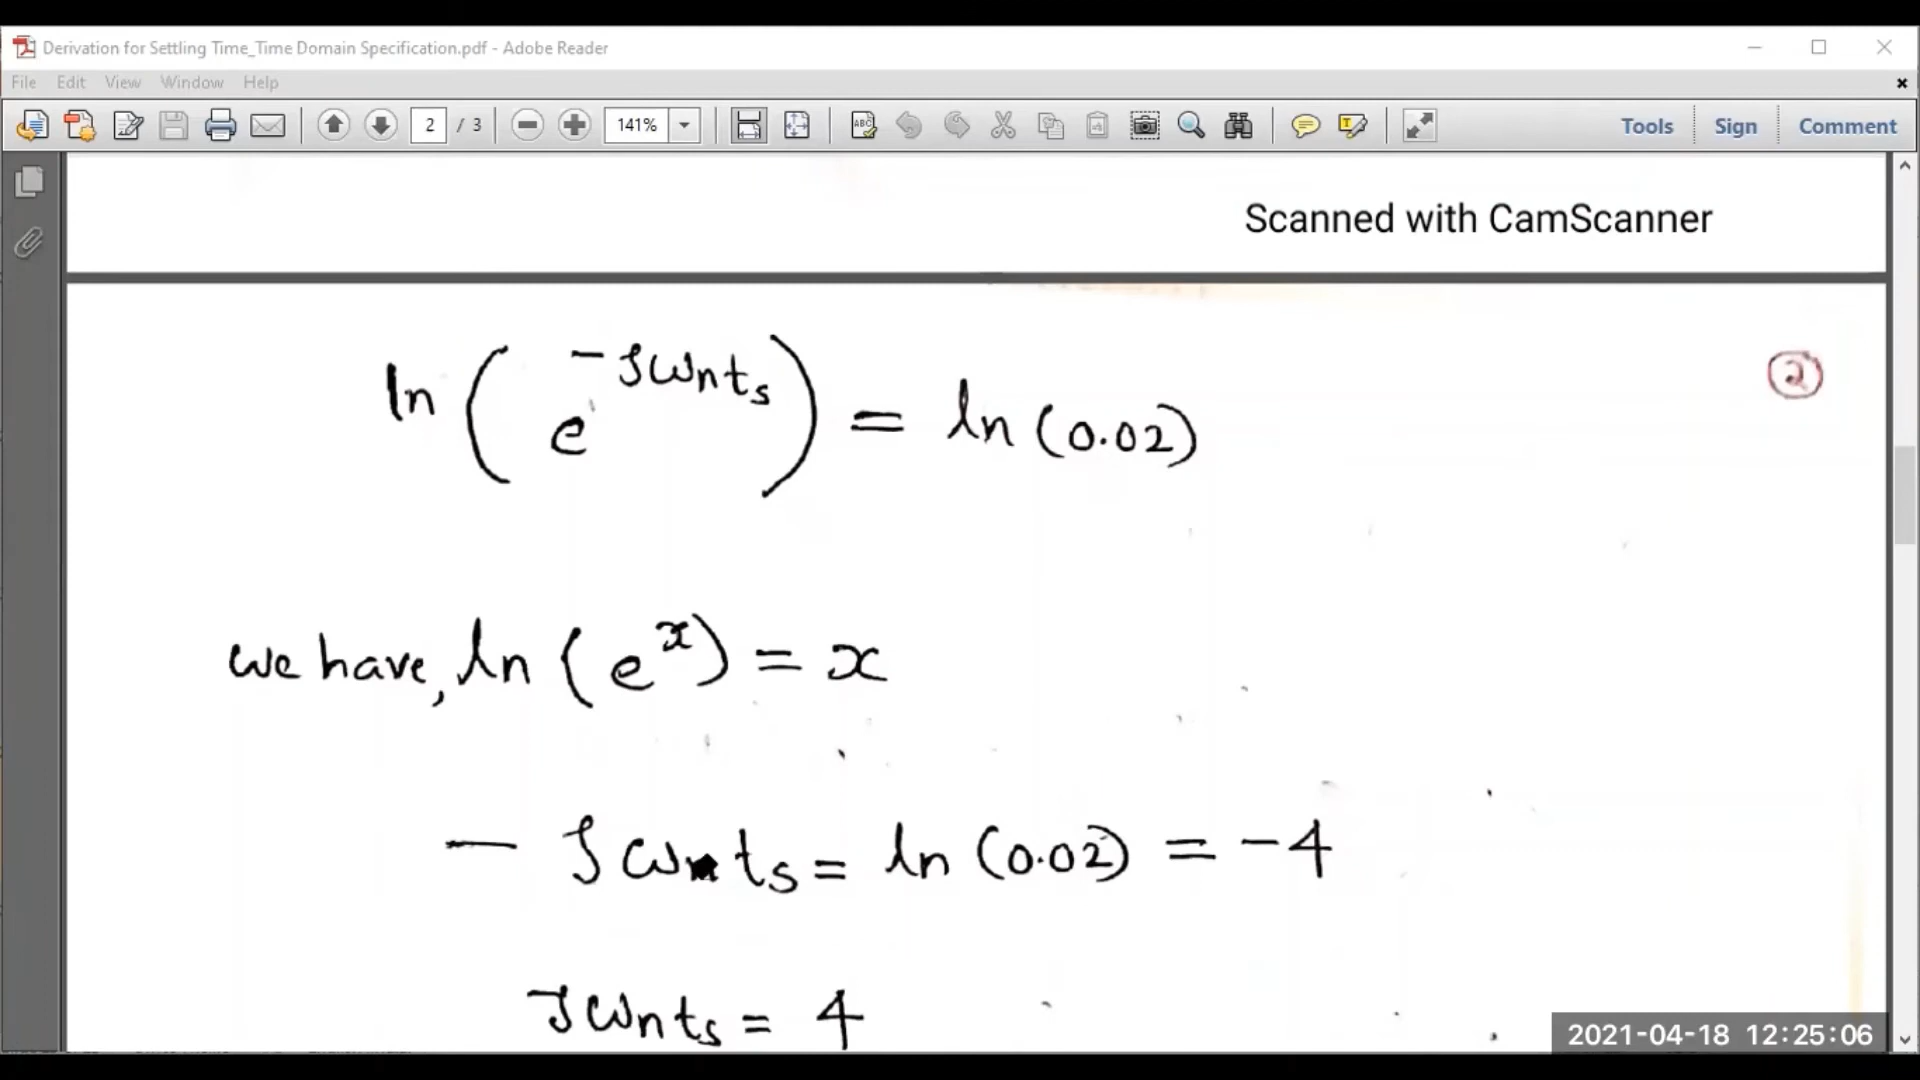 Derivation for Settling Time_Time Domain Specification.pdf - Adobe Reader
File Edit View Window Help
2 / 3 141% Tools Sign Comment
Scanned with CamScanner
ln ( e^{-ζωnts} ) = ln (0.02)
2
we have, ln ( e^x ) = x
- ζωn ts = ln (0.02) = -4
ζωnts = 4
2021-04-18 12:25:06